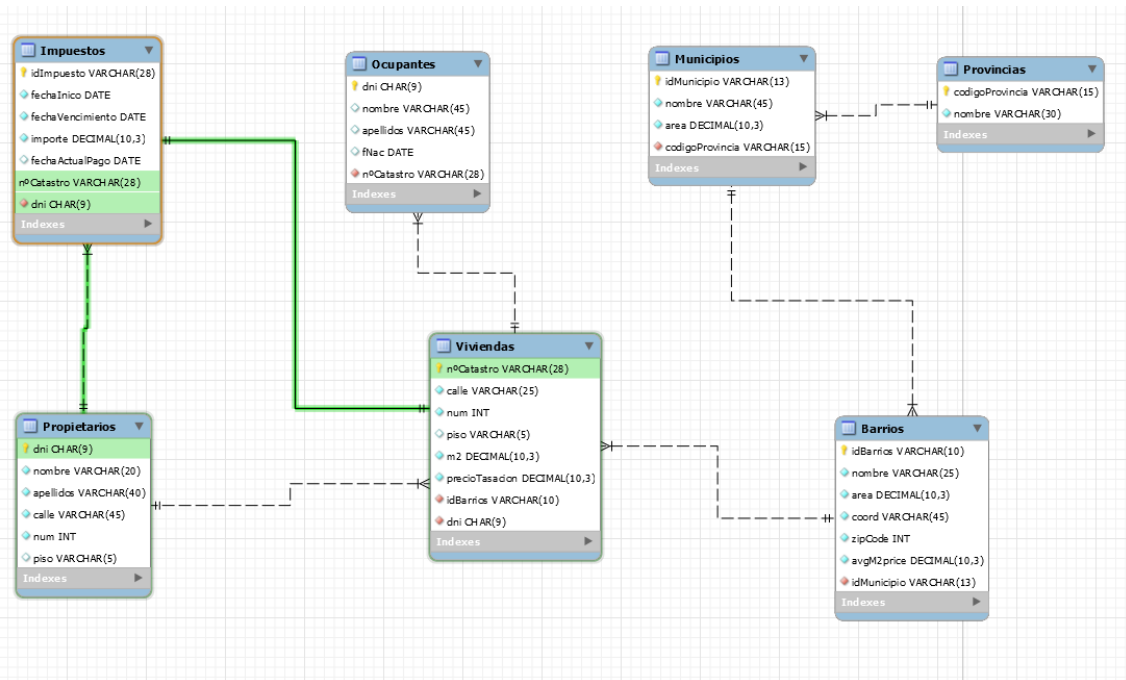 Impuestos
idImpuesto VARCHAR(28)
fechaInico DATE
fechaVencimiento DATE
importe DECIMAL(10,3)
fechaActualPago DATE
nºCatastro VARCHAR(28)
dni CHAR(9)
Indexes
Ocupantes
dni CHAR(9)
nombre VARCHAR(45)
apellidos VARCHAR(45)
fNac DATE
nºCatastro VARCHAR(28)
Indexes
Municipios
idMunicipio VARCHAR(13)
nombre VARCHAR(45)
area DECIMAL(10,3)
codigoProvincia VARCHAR(15)
Indexes
Provincias
codigoProvincia VARCHAR(15)
nombre VARCHAR(30)
Indexes
Propietarios
dni CHAR(9)
nombre VARCHAR(20)
apellidos VARCHAR(40)
calle VARCHAR(45)
num INT
piso VARCHAR(5)
Indexes
Viviendas
nºCatastro VARCHAR(28)
calle VARCHAR(25)
num INT
piso VARCHAR(5)
m2 DECIMAL(10,3)
precioTasacion DECIMAL(10,3)
idBarrios VARCHAR(10)
dni CHAR(9)
Indexes
Barrios
idBarrios VARCHAR(10)
nombre VARCHAR(25)
area DECIMAL(10,3)
coord VARCHAR(45)
zipCode INT
avgM2price DECIMAL(10,3)
idMunicipio VARCHAR(13)
Indexes